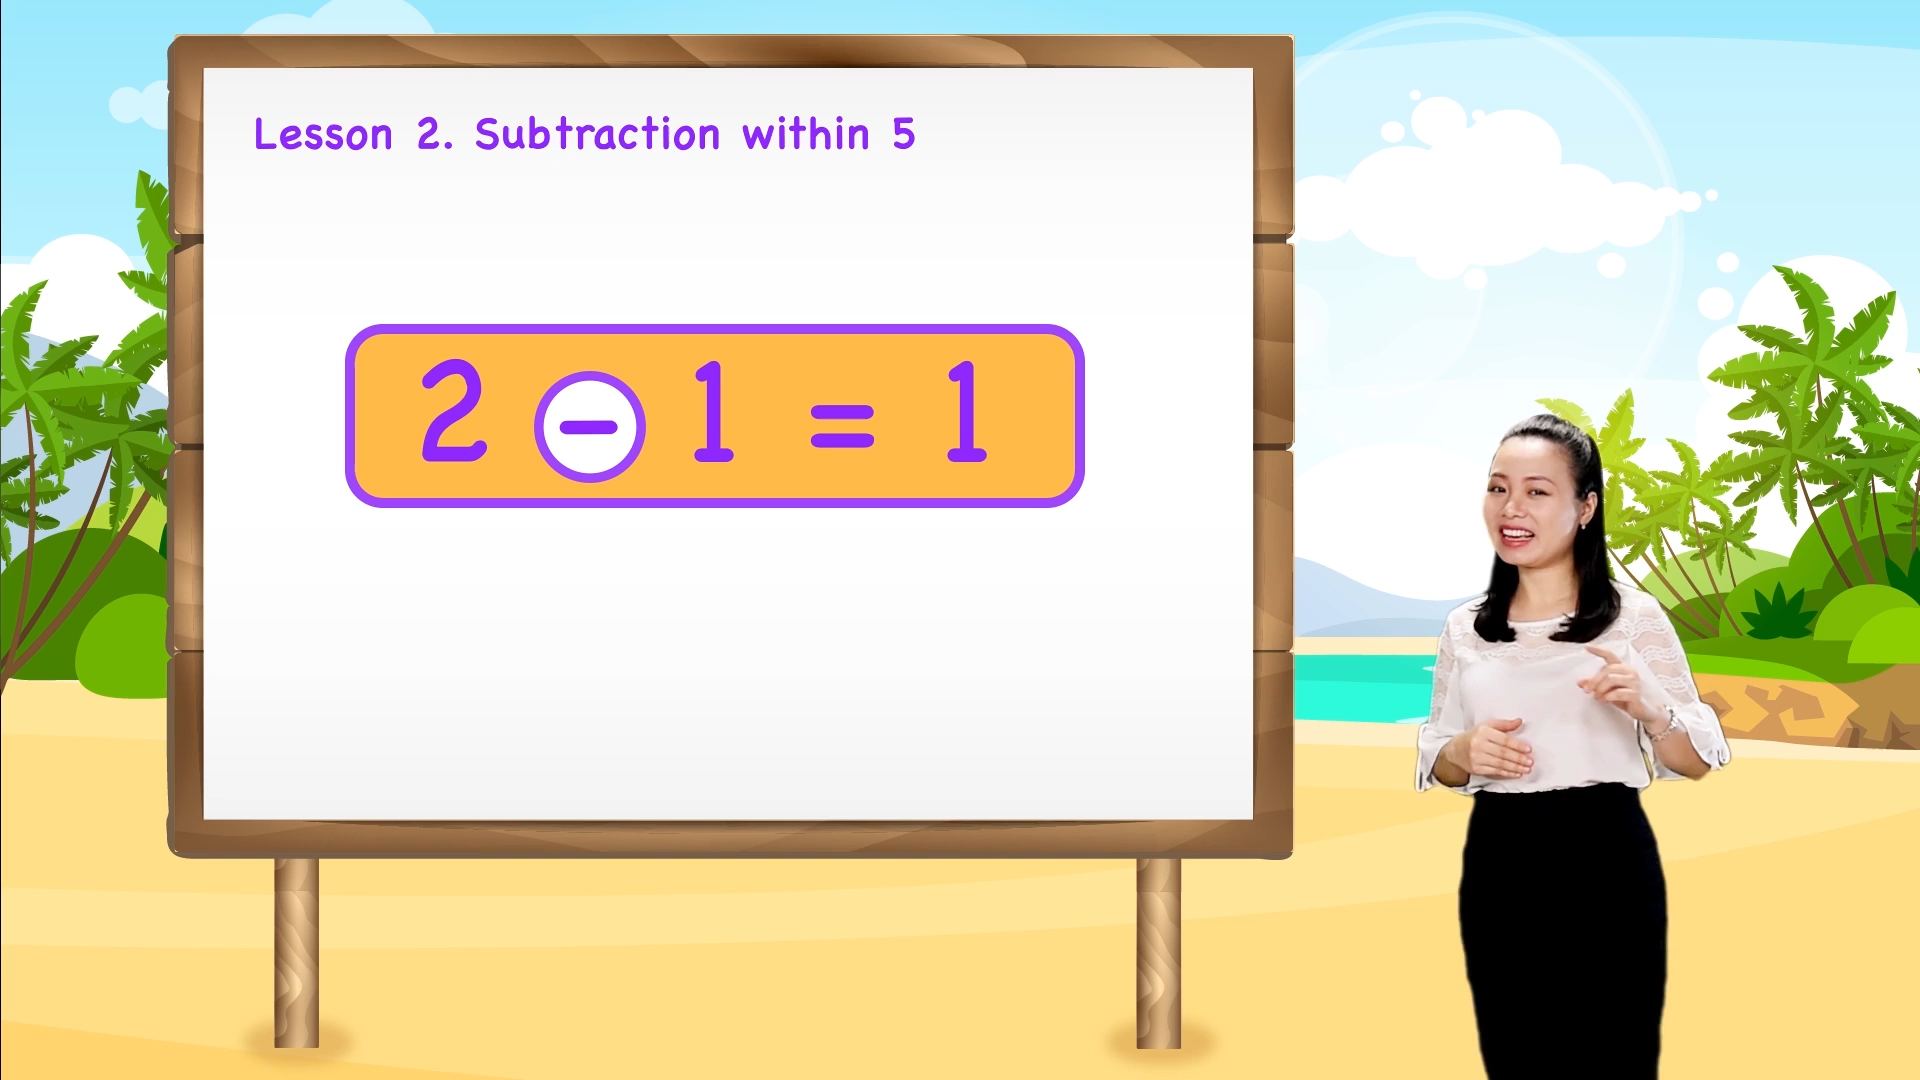 Lesson 2. Subtraction within 5
2 - 1 = 1